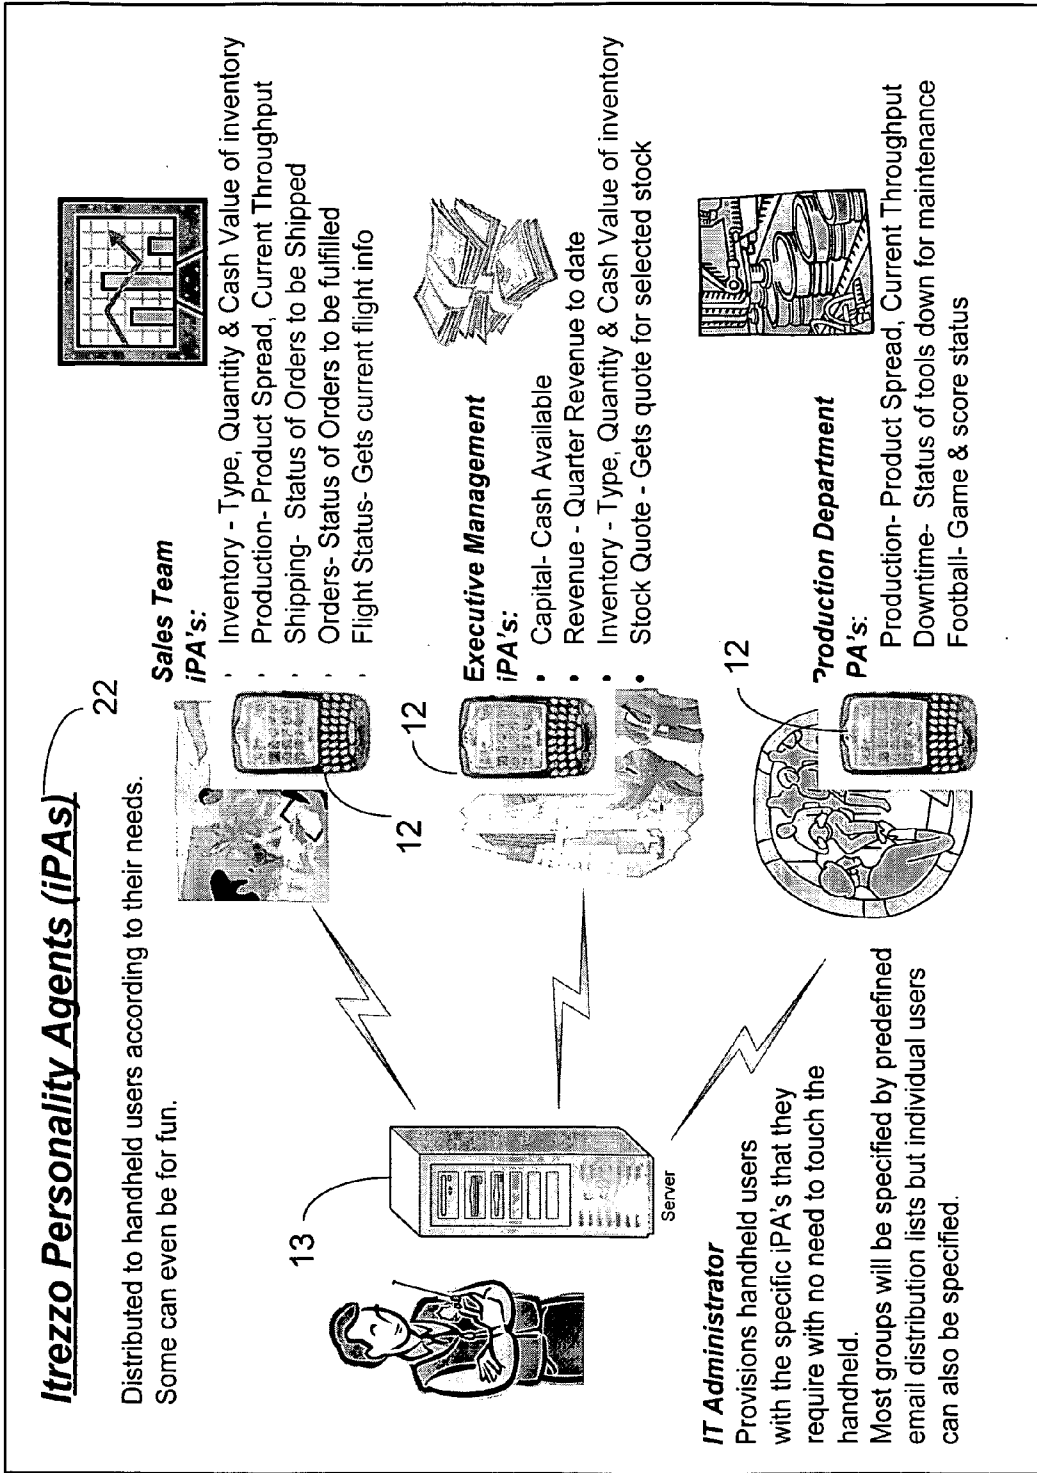 Itrezzo Personality Agents (iPAs)
22
Distributed to handheld users according to their needs.
Some can even be for fun.
13
Server
IT Administrator
Provisions handheld users
with the specific iPA's that they
require with no need to touch the
handheld.
Most groups will be specified by predefined
email distribution lists but individual users
can also be specified.
12
Sales Team
iPA's:
• Inventory - Type, Quantity & Cash Value of inventory
• Production- Product Spread, Current Throughput
• Shipping- Status of Orders to be Shipped
• Orders- Status of Orders to be fulfilled
• Flight Status- Gets current flight info
12
Executive Management
iPA's:
• Capital- Cash Available
• Revenue - Quarter Revenue to date
• Inventory - Type, Quantity & Cash Value of inventory
• Stock Quote - Gets quote for selected stock
12
Production Department
PA's:
Production- Product Spread, Current Throughput
Downtime- Status of tools down for maintenance
Football- Game & score status